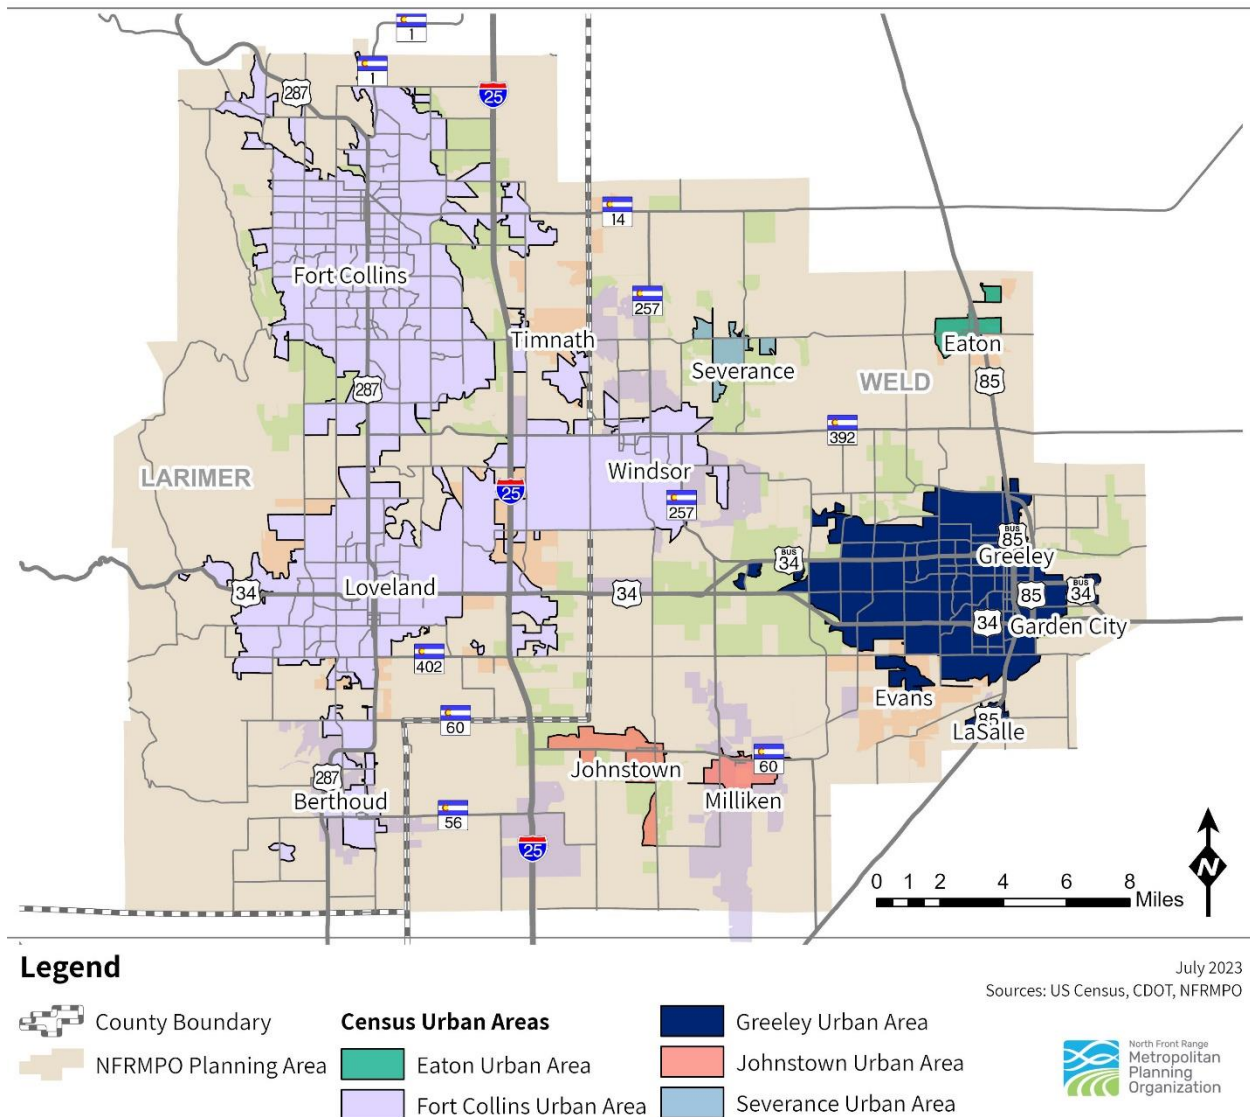 1
1
287
25
14
Fort Collins
257
Timnath
Eaton
Severance
287
WELD
85
392
LARIMER
Windsor
25
257
BUS
85
Greeley
BUS
34
Loveland
34
34
85
BUS
34
34
Garden City
402
Evans
60
85
LaSalle
Johnstown
60
287
Berthoud
Milliken
56
25
N
0 1 2 4 6 8
Miles
Legend
July 2023
Sources: US Census, CDOT, NFRMPO
County Boundary
NFRMPO Planning Area
Census Urban Areas
Eaton Urban Area
Fort Collins Urban Area
Greeley Urban Area
Johnstown Urban Area
Severance Urban Area
North Front Range
Metropolitan
Planning
Organization